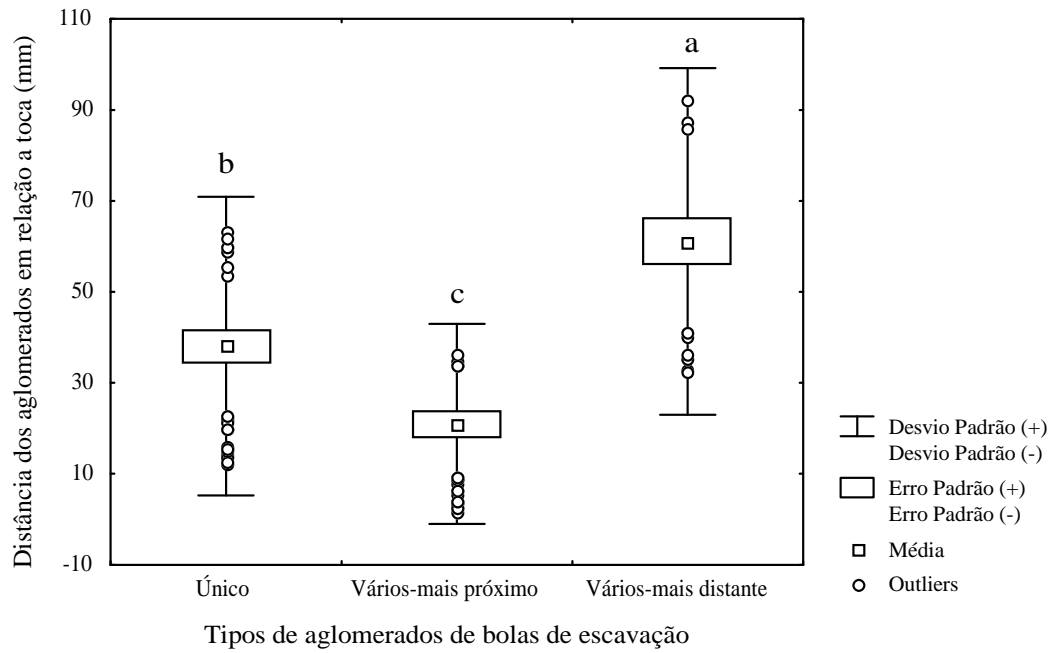 Distância dos aglomerados em relação a toca (mm)
110
90
70
50
30
10
-10
b
c
a
Único
Vários-mais próximo
Vários-mais distante
Tipos de aglomerados de bolas de escavação
Desvio Padrão (+)
Desvio Padrão (-)
Erro Padrão (+)
Erro Padrão (-)
Média
Outliers